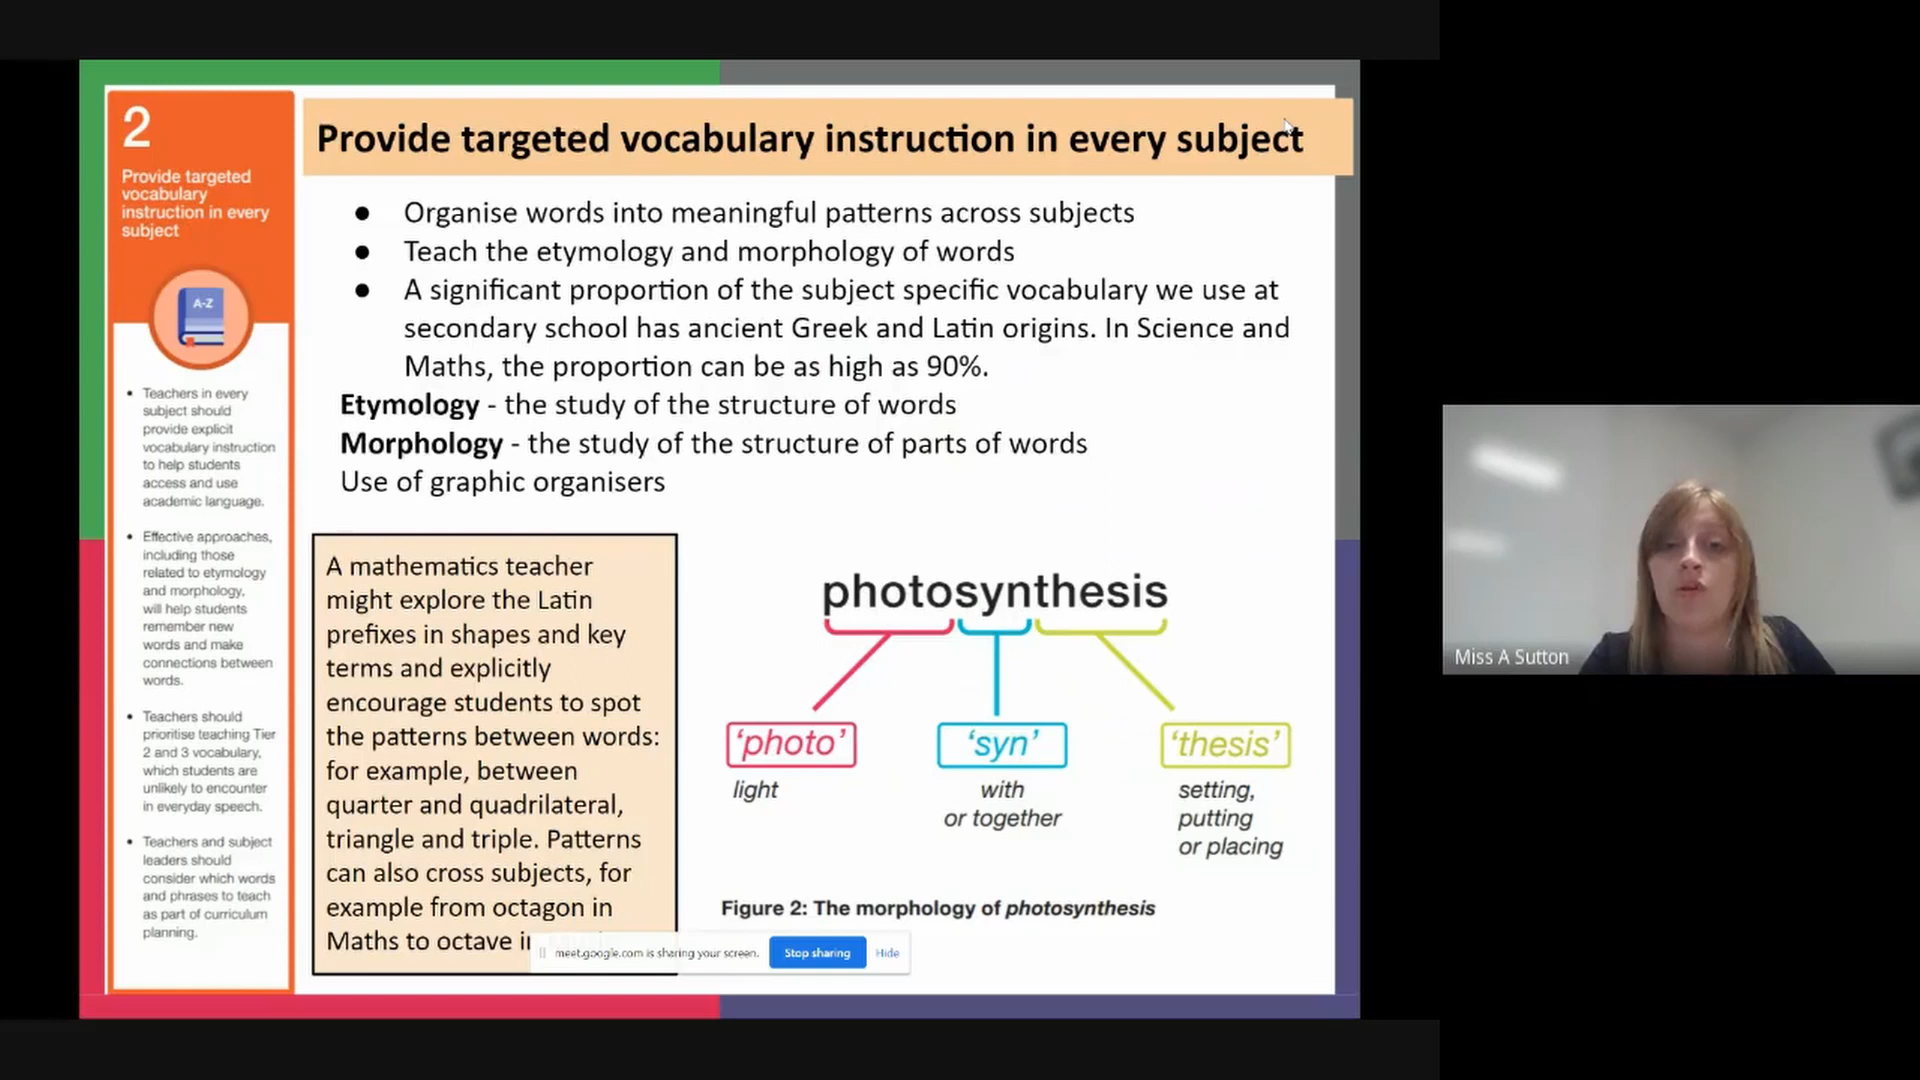 2
Provide targeted
vocabulary
instruction in every
subject
A-Z
• Teachers in every
subject should
provide explicit
vocabulary instruction
to help students
access and use
academic language.
• Effective approaches,
including those
related to etymology
and morphology,
will help students
remember new
words and make
connections between
words.
• Teachers should
prioritise teaching Tier
2 and 3 vocabulary,
which students are
unlikely to encounter
in everyday speech.
• Teachers and subject
leaders should
consider which words
and phrases to teach
as part of curriculum
planning.
Provide targeted vocabulary instruction in every subject
● Organise words into meaningful patterns across subjects
● Teach the etymology and morphology of words
● A significant proportion of the subject specific vocabulary we use at
secondary school has ancient Greek and Latin origins. In Science and
Maths, the proportion can be as high as 90%.
Etymology - the study of the structure of words
Morphology - the study of the structure of parts of words
Use of graphic organisers
A mathematics teacher
might explore the Latin
prefixes in shapes and key
terms and explicitly
encourage students to spot
the patterns between words:
for example, between
quarter and quadrilateral,
triangle and triple. Patterns
can also cross subjects, for
example from octagon in
Maths to octave
photosynthesis
‘photo’
light
‘syn’
with
or together
‘thesis’
setting,
putting
or placing
Figure 2: The morphology of photosynthesis
meet.google.com is sharing your screen.
Stop sharing
Hide
Miss A Sutton